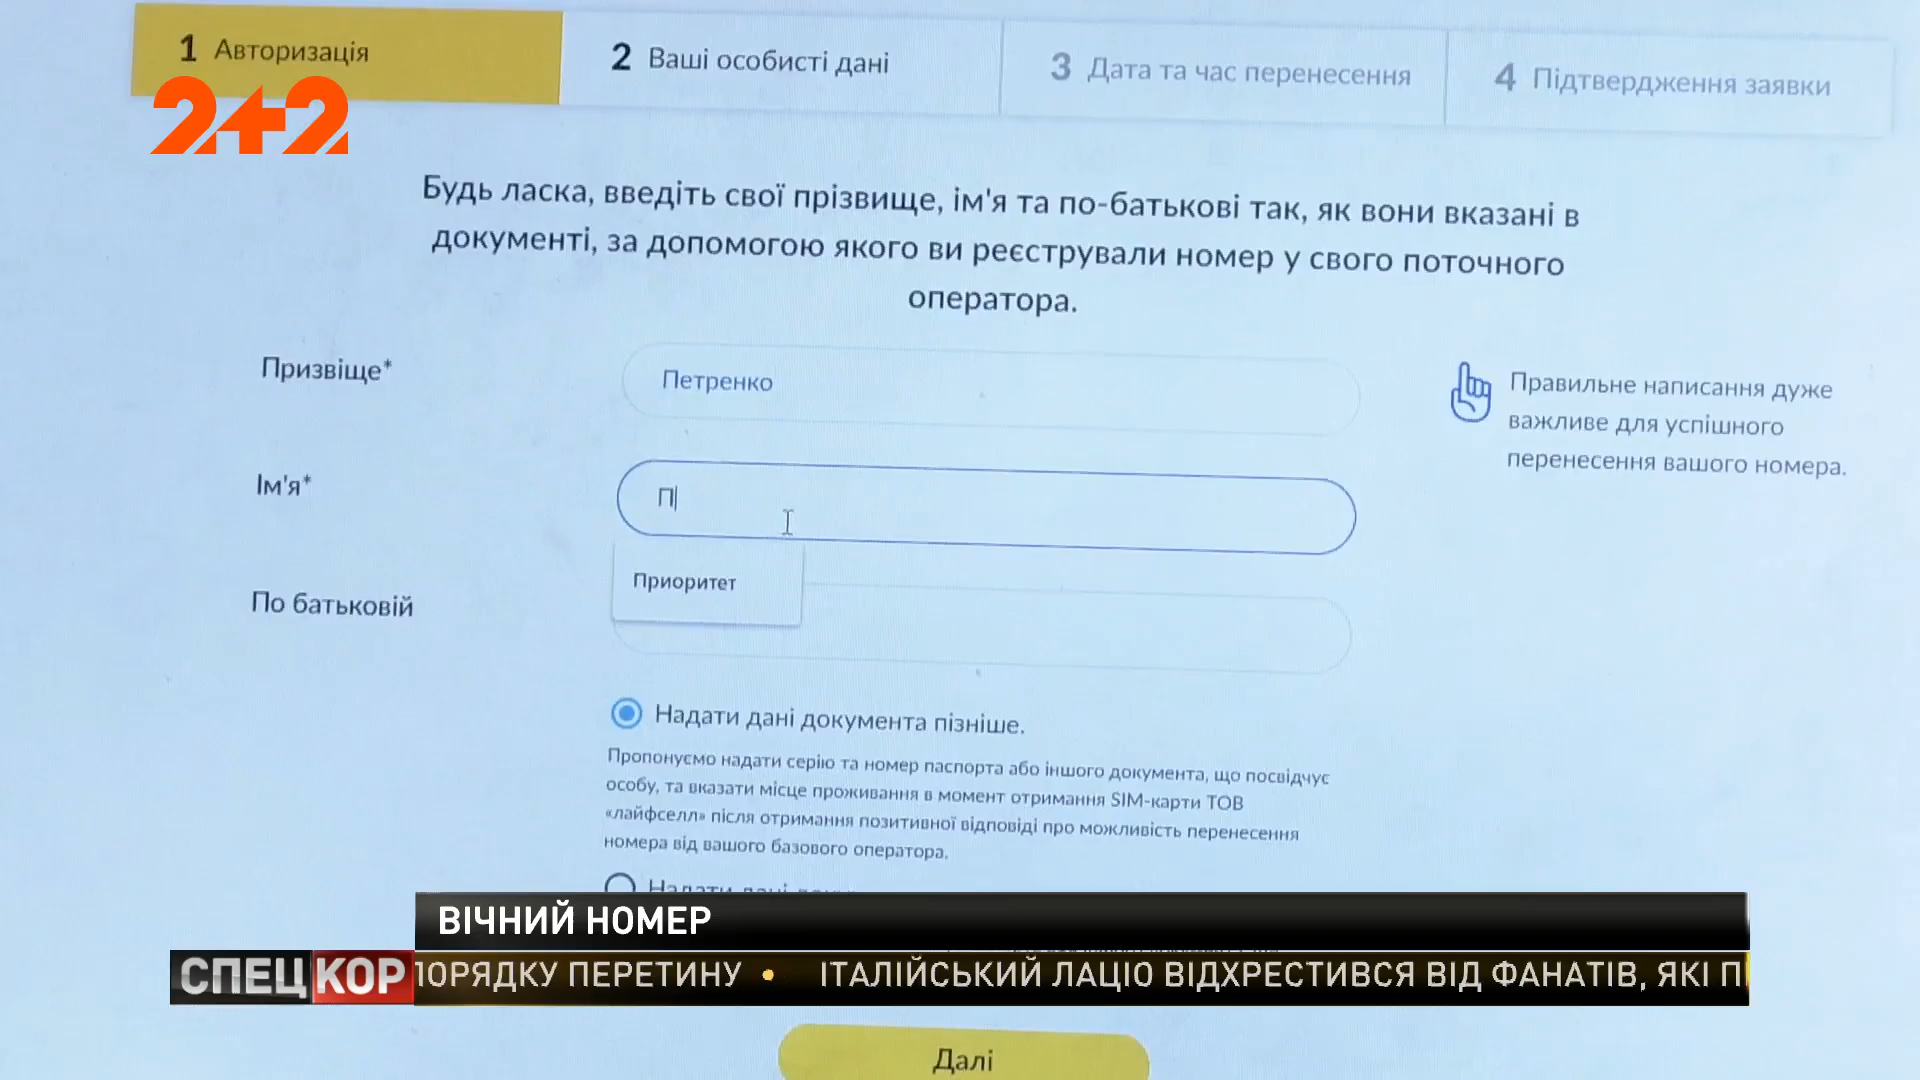 1 Авторизація
2 Ваші особисті дані
3 Дата та час перенесення
4 Підтвердження заявки
2+2
Будь ласка, введіть свої прізвище, ім'я та по-батькові так, як вони вказані в
документі, за допомогою якого ви реєстрували номер у свого поточного
оператора.
Призвіще*
Петренко
Правильне написання дуже
важливе для успішного
перенесення вашого номера.
Ім'я*
П
Приоритет
По батьковій
Надати дані документа пізніше.
Пропонуємо надати серію та номер паспорта або іншого документа, що посвідчує
особу, та вказати місце проживання в момент отримання SIM-карти ТОВ
«лайфселл» після отримання позитивної відповіді про можливість перенесення
номера від вашого базового оператора.
Надати дані
ВІЧНИЙ НОМЕР
СПЕЦКОР
ПОРЯДКУ ПЕРЕТИНУ • ІТАЛІЙСЬКИЙ ЛАЦІО ВІДХРЕСТИВСЯ ВІД ФАНАТІВ, ЯКІ П
Далі